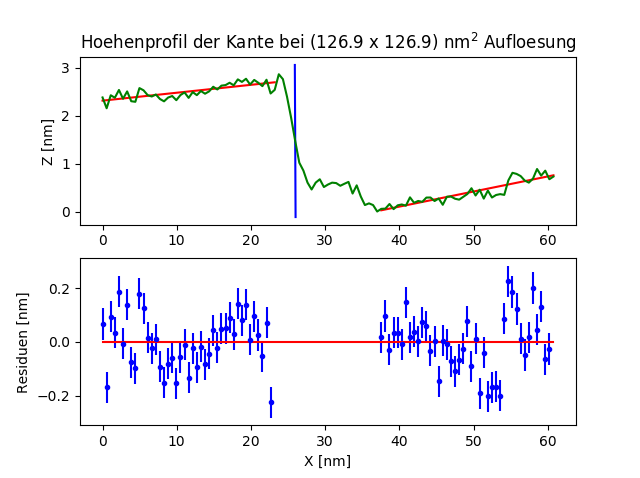 Hoehenprofil der Kante bei (126.9 x 126.9) nm² Aufloesung
3
2
1
0
Z [nm]
0 10 20 30 40 50 60
0.2
0.0
−0.2
Residuen [nm]
0 10 20 30 40 50 60
X [nm]